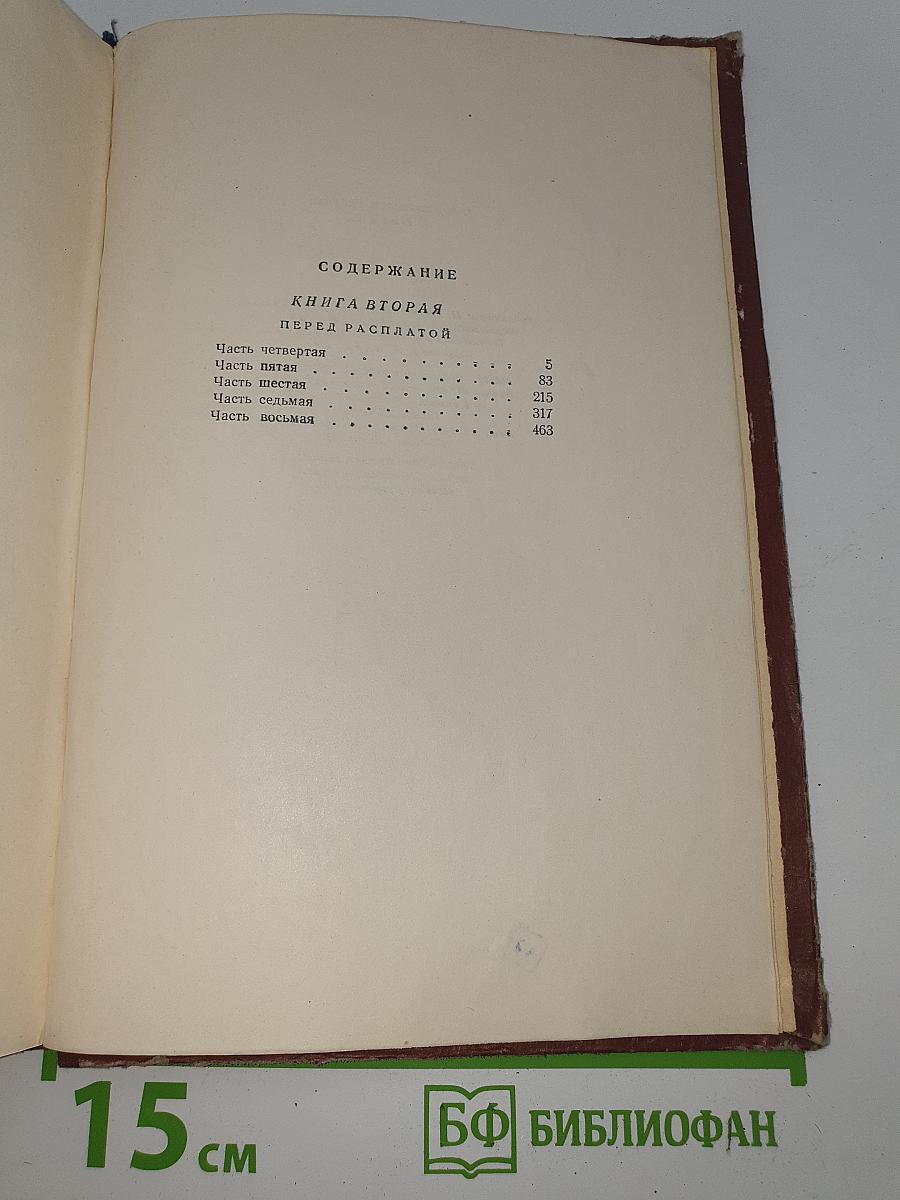 СОДЕРЖАНИЕ
КНИГА ВТОРАЯ
ПЕРЕД РАСПЛАТОЙ
Часть четвертая . . . . . . . . . . 5
Часть пятая . . . . . . . . . . . . 83
Часть шестая . . . . . . . . . . . 215
Часть седьмая . . . . . . . . . . . 317
Часть восьмая . . . . . . . . . . . 463
15 см
БФ БИБЛИОФАН